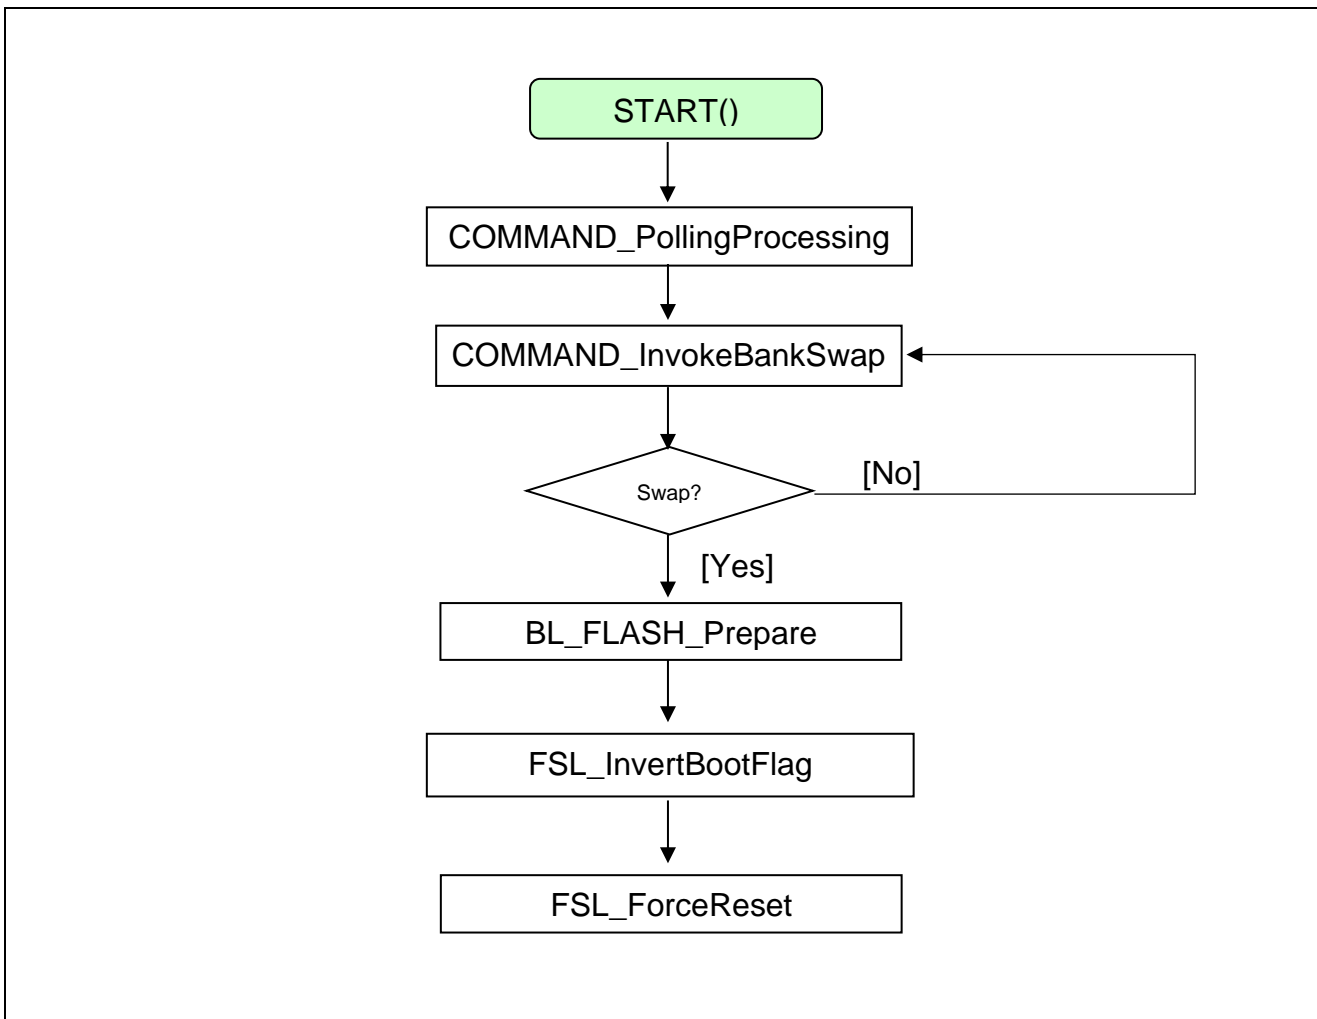 START()
COMMAND_PollingProcessing
COMMAND_InvokeBankSwap
Swap?
[No]
[Yes]
BL_FLASH_Prepare
FSL_InvertBootFlag
FSL_ForceReset